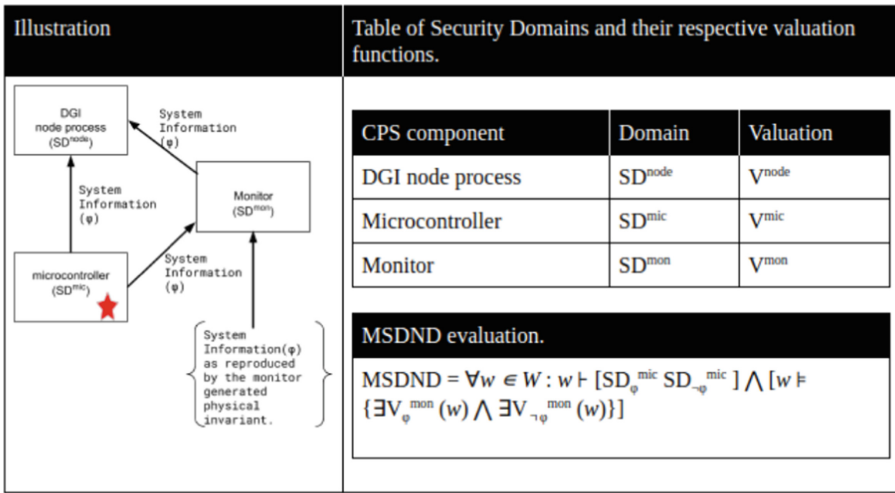 Illustration
Table of Security Domains and their respective valuation
functions.
DGI
node process
(SD^node)
System
Information
(φ)
System
Information
(φ)
Monitor
(SD^mon)
microcontroller
(SD^mic)
System
Information
(φ)
System
Information(φ)
as reproduced
by the monitor
generated
physical
invariant.
CPS component Domain Valuation
DGI node process SD^node V^node
Microcontroller SD^mic V^mic
Monitor SD^mon V^mon
MSDND evaluation.
MSDND = ∀w ∈ W : w ⊢ [SD_φ^mic SD_¬φ^mic ] ⋀ [w ⊨
{∃V_φ^mon (w) ⋀ ∃V_¬φ^mon (w)}]